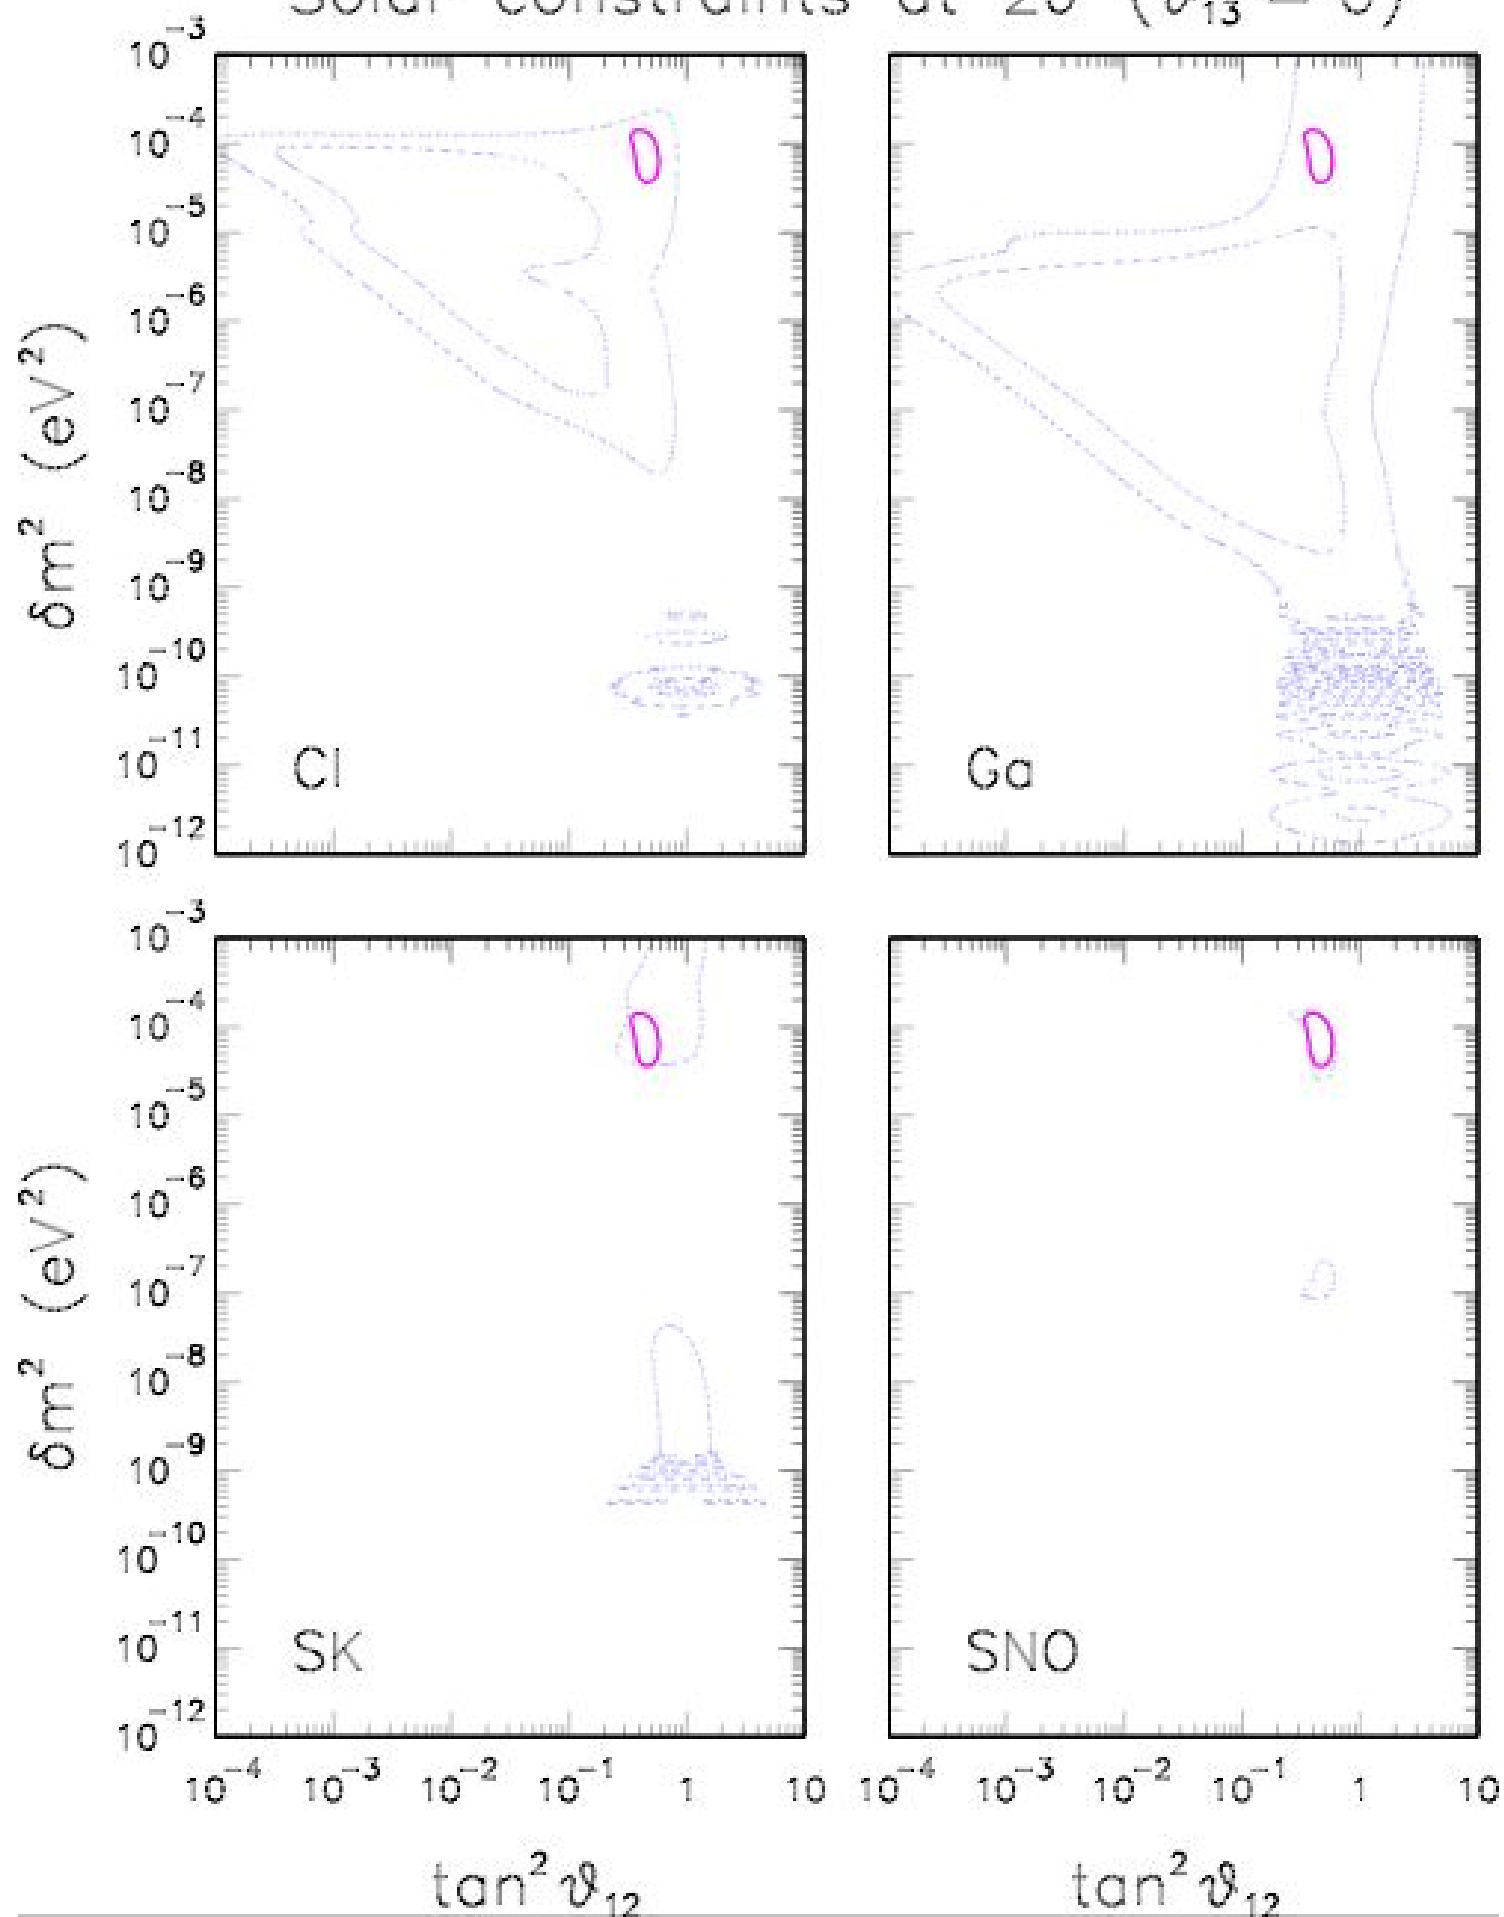 Solar constraints at 2σ (ϑ₁₃ = 0)
10⁻³
10⁻⁴
10⁻⁵
10⁻⁶
10⁻⁷
10⁻⁸
10⁻⁹
10⁻¹⁰
10⁻¹¹
10⁻¹²
δm² (eV²)
Cl
Ga
10⁻³
10⁻⁴
10⁻⁵
10⁻⁶
10⁻⁷
10⁻⁸
10⁻⁹
10⁻¹⁰
10⁻¹¹
10⁻¹²
δm² (eV²)
SK
SNO
10⁻⁴ 10⁻³ 10⁻² 10⁻¹ 1 10 10⁻⁴ 10⁻³ 10⁻² 10⁻¹ 1 10
tan²ϑ₁₂ tan²ϑ₁₂